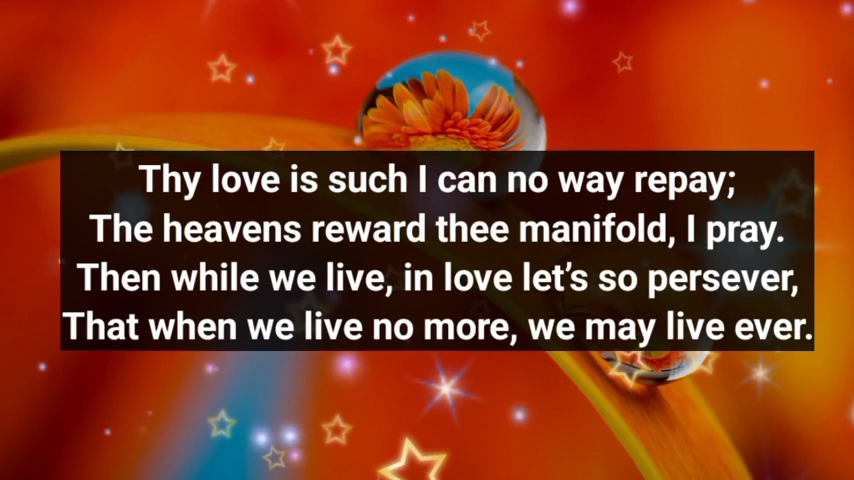 Thy love is such I can no way repay;
The heavens reward thee manifold, I pray.
Then while we live, in love let’s so persever,
That when we live no more, we may live ever.